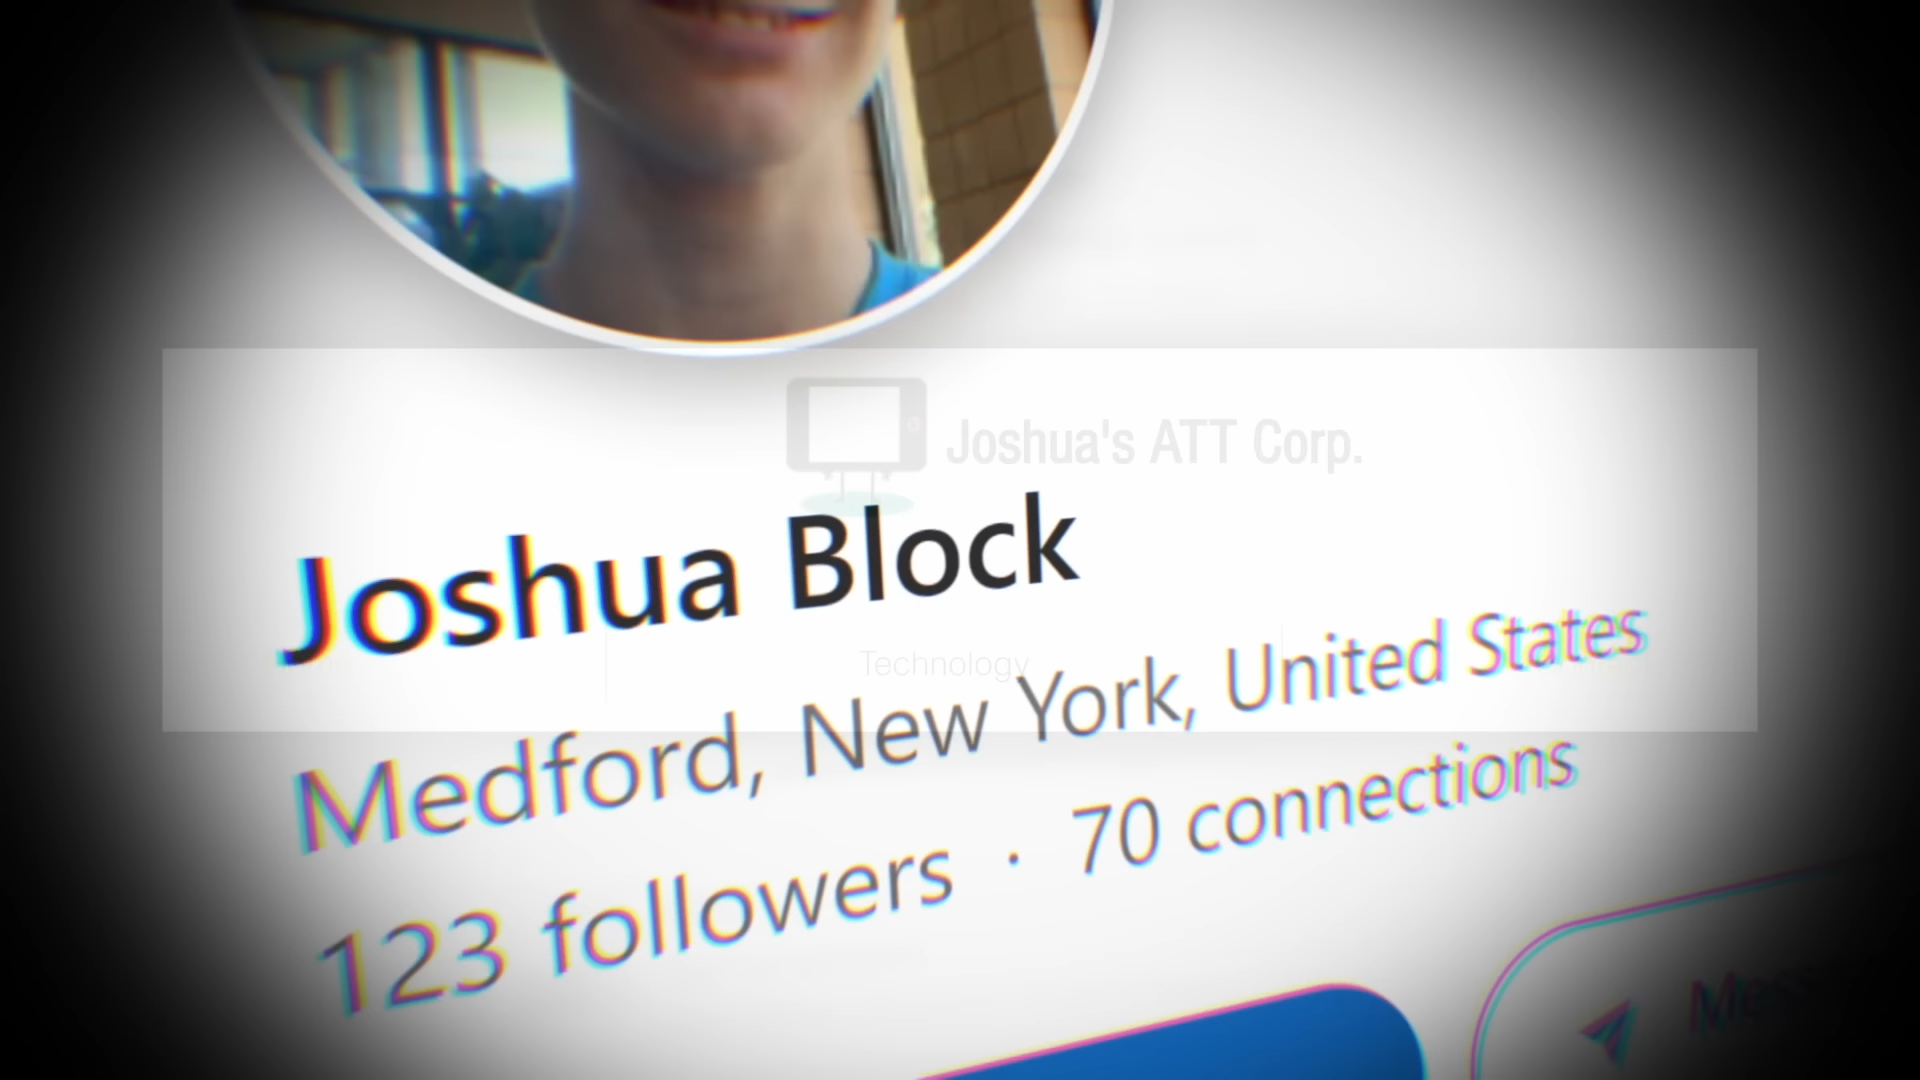 Joshua's ATT Corp.
Joshua Block
Technology
Medford, New York, United States
123 followers · 70 connections